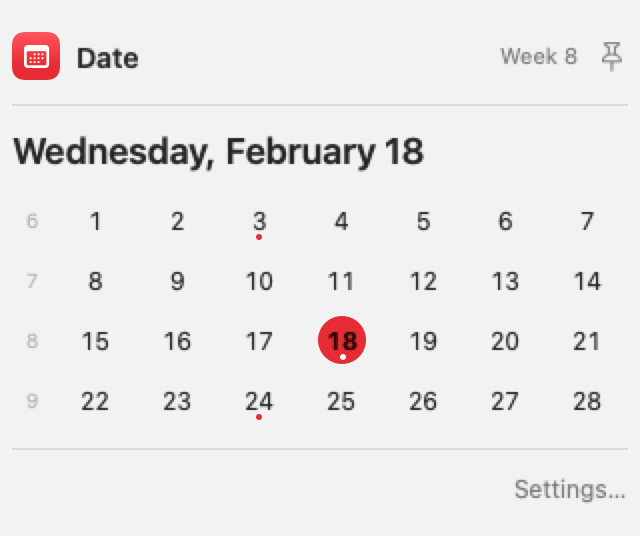 Date Week 8
Wednesday, February 18
6 1 2 3 4 5 6 7
7 8 9 10 11 12 13 14
8 15 16 17 18 19 20 21
9 22 23 24 25 26 27 28
Settings...